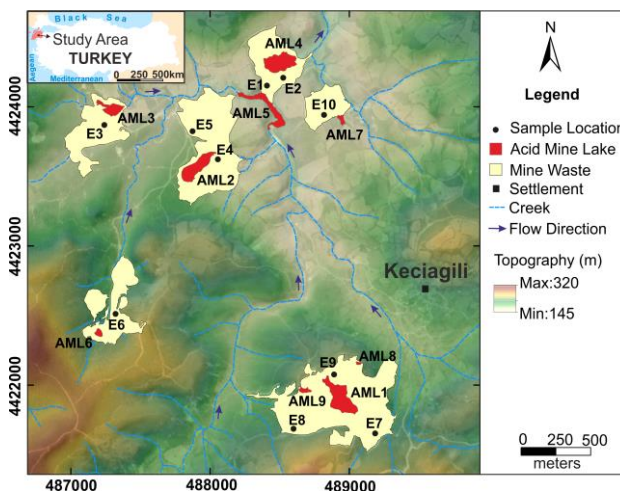 Black Sea
Study Area
TURKEY
Aegean
Mediterranean
0 250 500km
AML4
E1
E2
AML5
E10
AML7
E3
AML3
E5
E4
AML2
Keciagili
E6
AML6
E9
AML8
AML9
AML1
E8
E7
4424000
4423000
4422000
487000
488000
489000
N
Legend
Sample Location
Acid Mine Lake
Mine Waste
Settlement
Creek
Flow Direction
Topography (m)
Max:320
Min:145
0 250 500
meters